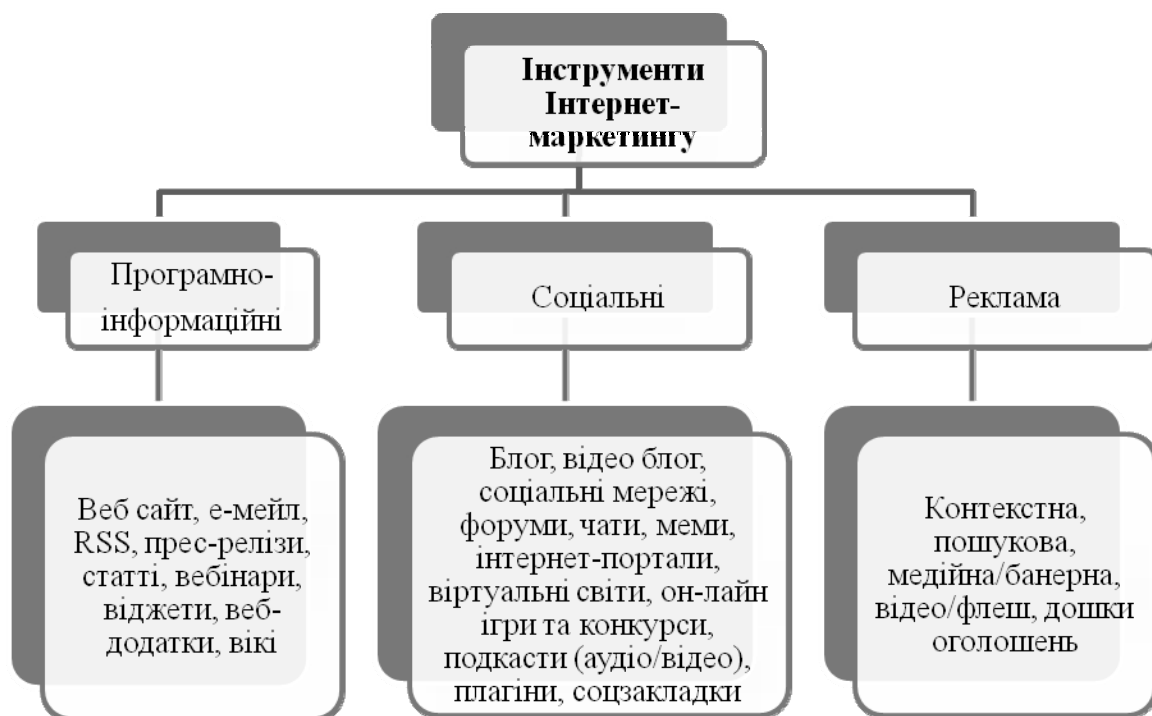 Інструменти
Інтернет-
маркетингу
Програмно-
інформаційні
Соціальні
Реклама
Веб сайт, е-мейл,
RSS, прес-релізи,
статті, вебінари,
віджети, веб-
додатки, вікі
Блог, відео блог,
соціальні мережі,
форуми, чати, меми,
інтернет-портали,
віртуальні світи, он-лайн
ігри та конкурси,
подкасти (аудіо/відео),
плагіни, соцзакладки
Контекстна,
пошукова,
медійна/банерна,
відео/флеш, дошки
оголошень